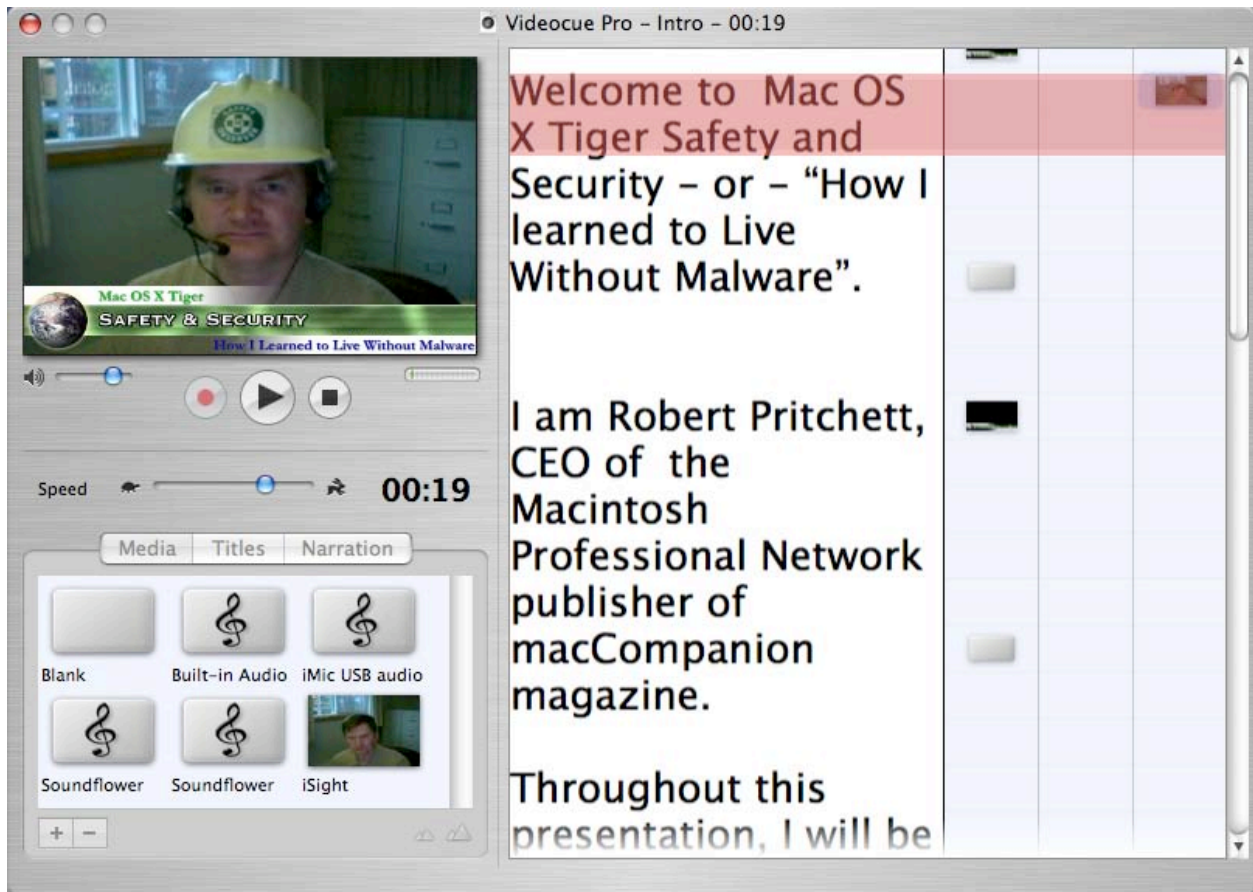 Videocue Pro – Intro – 00:19
Mac OS X Tiger
SAFETY & SECURITY
How I Learned to Live Without Malware
Speed
00:19
Media Titles Narration
Blank
Built-in Audio
iMic USB audio
Soundflower
Soundflower
iSight
Welcome to Mac OS
X Tiger Safety and
Security – or – “How I
learned to Live
Without Malware”.
I am Robert Pritchett,
CEO of the
Macintosh
Professional Network
publisher of
macCompanion
magazine.
Throughout this
presentation, I will be